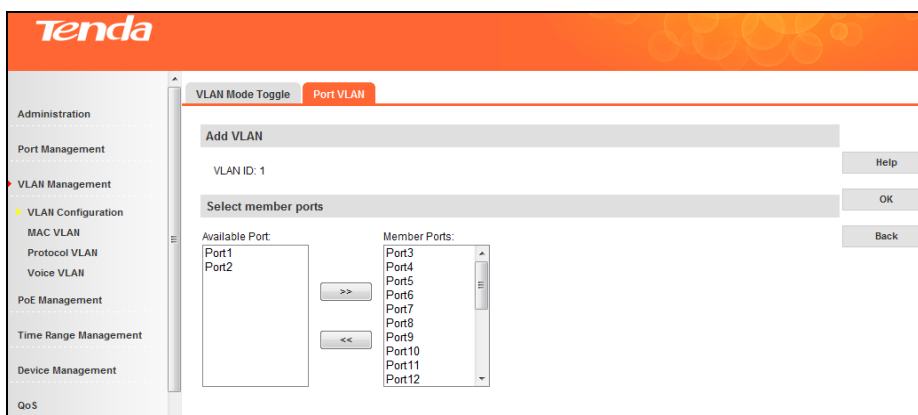 Tenda
VLAN Mode Toggle Port VLAN
Administration
Port Management
VLAN Management
VLAN Configuration
MAC VLAN
Protocol VLAN
Voice VLAN
PoE Management
Time Range Management
Device Management
QoS
Add VLAN
VLAN ID: 1
Select member ports
Available Port:
Port1
Port2
>>
<<
Member Ports:
Port3
Port4
Port5
Port6
Port7
Port8
Port9
Port10
Port11
Port12
Help
OK
Back